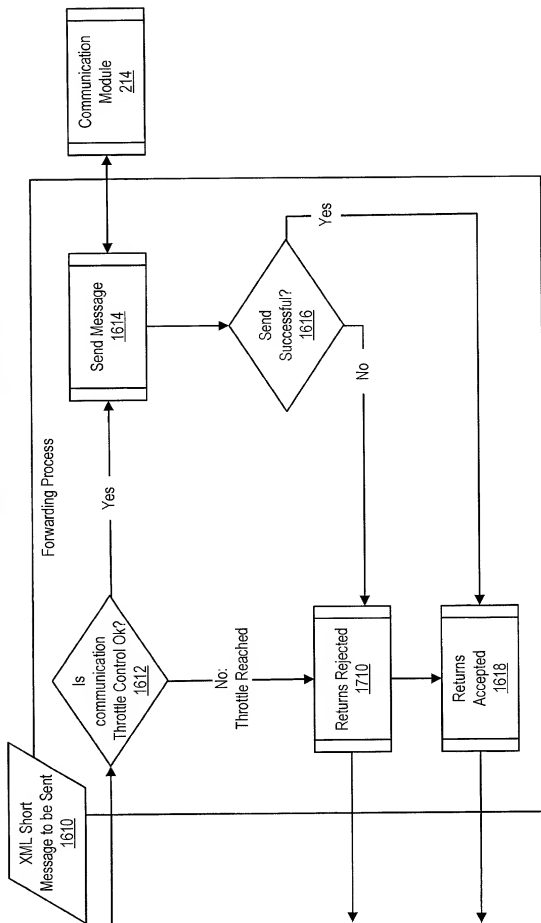 XML Short
Message to be Sent
1610
Forwarding Process
Is
communication
Throttle Control Ok?
1612
Yes
Send Message
1614
Communication
Module
214
No:
Throttle Reached
Send
Successful?
1616
No
Yes
Returns Rejected
1710
Returns
Accepted
1618